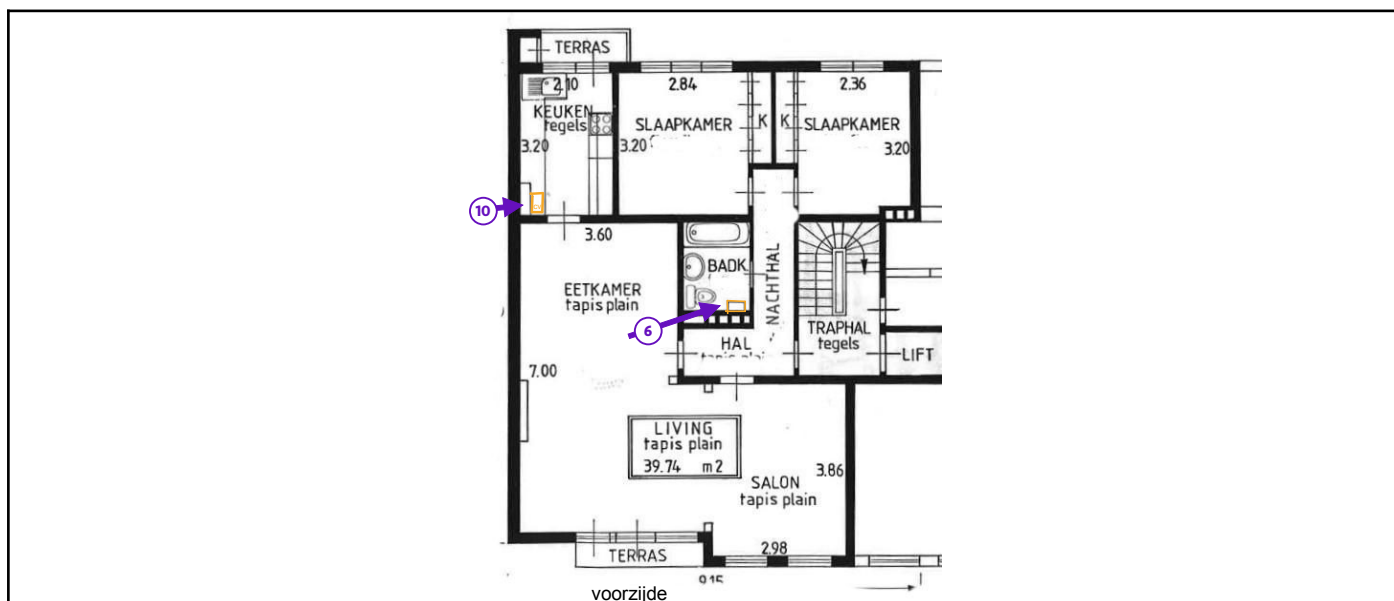 TERRAS
2.10
2.84
2.36
KEUKEN
tegels
SLAAPKAMER
K
K
SLAAPKAMER
3.20
3.20
3.20
10
3.60
BADK
NACHTHAL
EETKAMER
tapis plain
6
HAL
TRAPHAL
tegels
LIFT
7.00
LIVING
tapis plain
39.74 m2
3.86
SALON
tapis plain
2.98
TERRAS
9.15
voorzijde